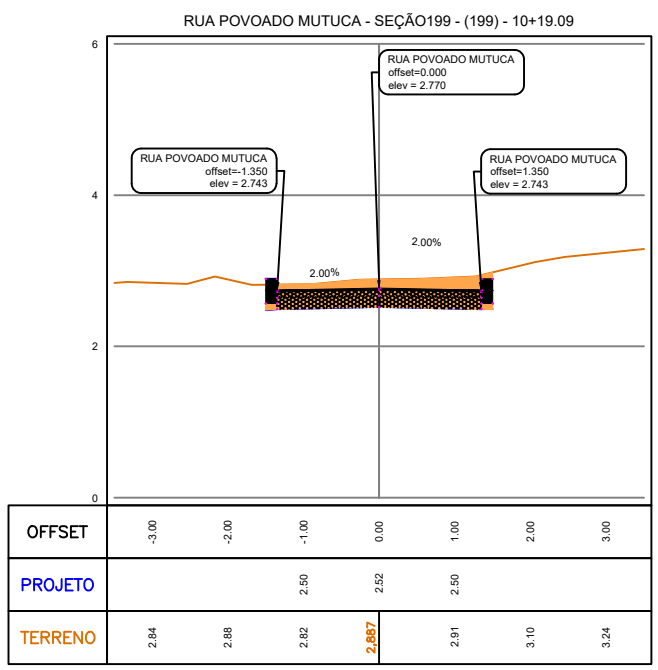 RUA POVOADO MUTUCA - SEÇÃO199 - (199) - 10+19.09
6
RUA POVOADO MUTUCA
offset=0.000
elev = 2.770
RUA POVOADO MUTUCA
offset=-1.350
elev = 2.743
RUA POVOADO MUTUCA
offset=1.350
elev = 2.743
4
2.00%
2.00%
2
0
OFFSET -3.00 -2.00 -1.00 0.00 1.00 2.00 3.00
PROJETO 2.50 2.52 2.50
TERRENO 2.84 2.88 2.82 2,887 2.91 3.10 3.24